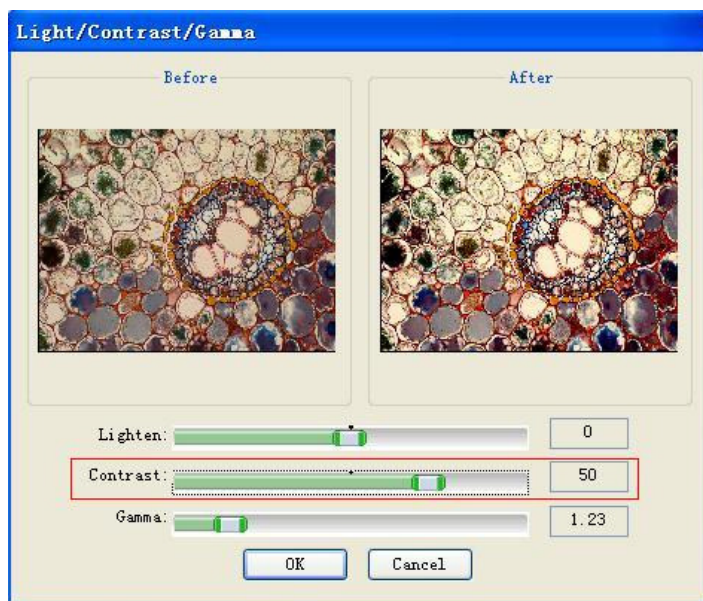 Light/Contrast/Gamma
Before
After
Lighten:
0
Contrast:
50
Gamma:
1.23
OK
Cancel